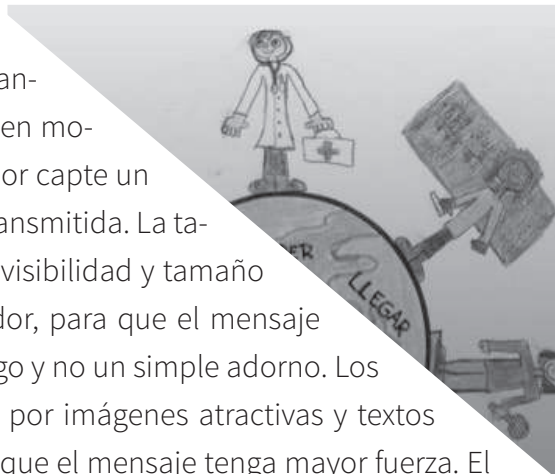 an-
en mo-
or capte un
ansmitida. La ta-
visibilidad y tamaño
dor, para que el mensaje
go y no un simple adorno. Los
por imágenes atractivas y textos
que el mensaje tenga mayor fuerza. El
ER
LLEGAR